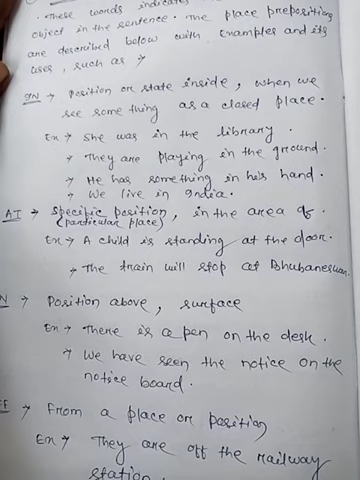 These words indicates
object in the sentence. The place prepositions
are described below with Examples and its
uses, such as →
IN → Position or state inside, when we
see something as a closed place.
Ex → She was in the library.
→ They are playing in the ground.
→ He has something in his hand.
→ We live in India.
AT → Specific position, in the area of.
(particular place)
Ex → A child is standing at the door.
→ The train will stop at Bhubaneswar.
N → Position above, surface
Ex → There is a pen on the desk.
→ We have seen the notice on the
notice board.
FF → From a place or position
Ex → They are off the railway
station.